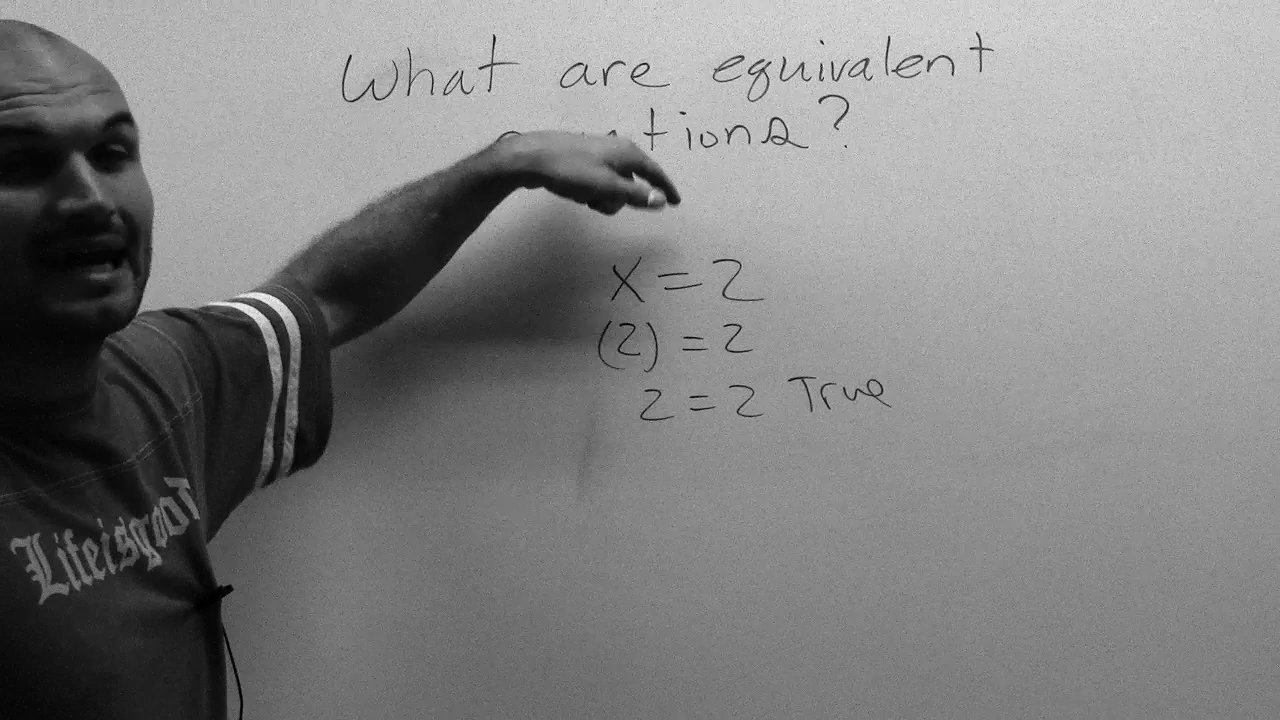 What are equivalent
?
x = 2
(2) = 2
2 = 2 True
Lifeisgood